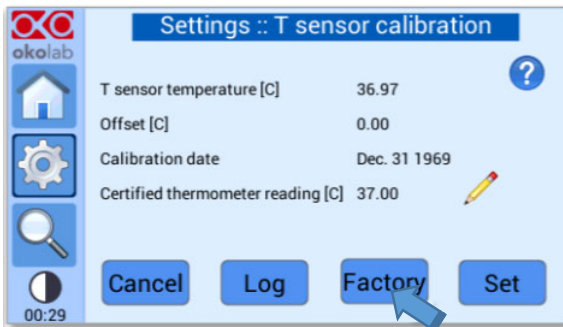 OKO
okolab
Settings :: T sensor calibration
?
T sensor temperature [C] 36.97
Offset [C] 0.00
Calibration date Dec. 31 1969
Certified thermometer reading [C] 37.00
Cancel Log Factory Set
00:29